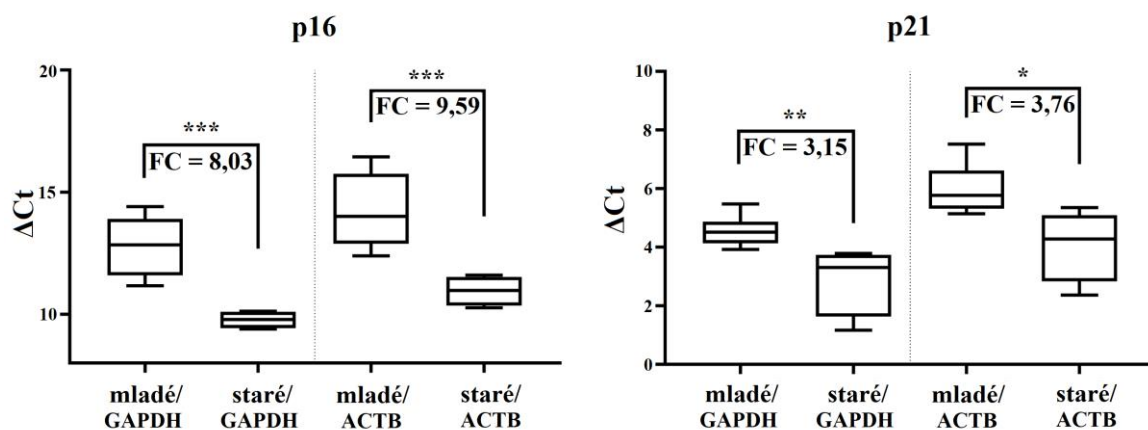 p16
20
15
10
ΔCt
***
FC = 8,03
***
FC = 9,59
mladé/
GAPDH
staré/
GAPDH
mladé/
ACTB
staré/
ACTB
p21
10
8
6
4
2
0
ΔCt
**
FC = 3,15
*
FC = 3,76
mladé/
GAPDH
staré/
GAPDH
mladé/
ACTB
staré/
ACTB